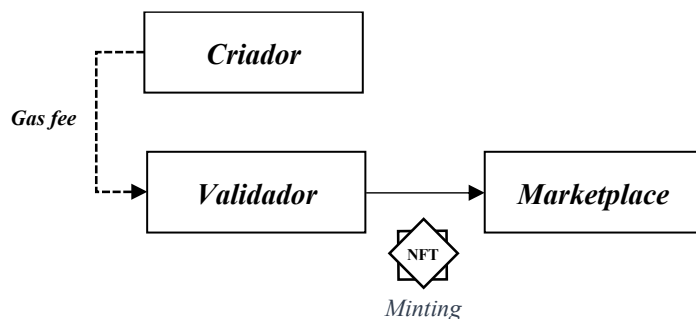 Criador
Gas fee
Validador
Marketplace
NFT
Minting